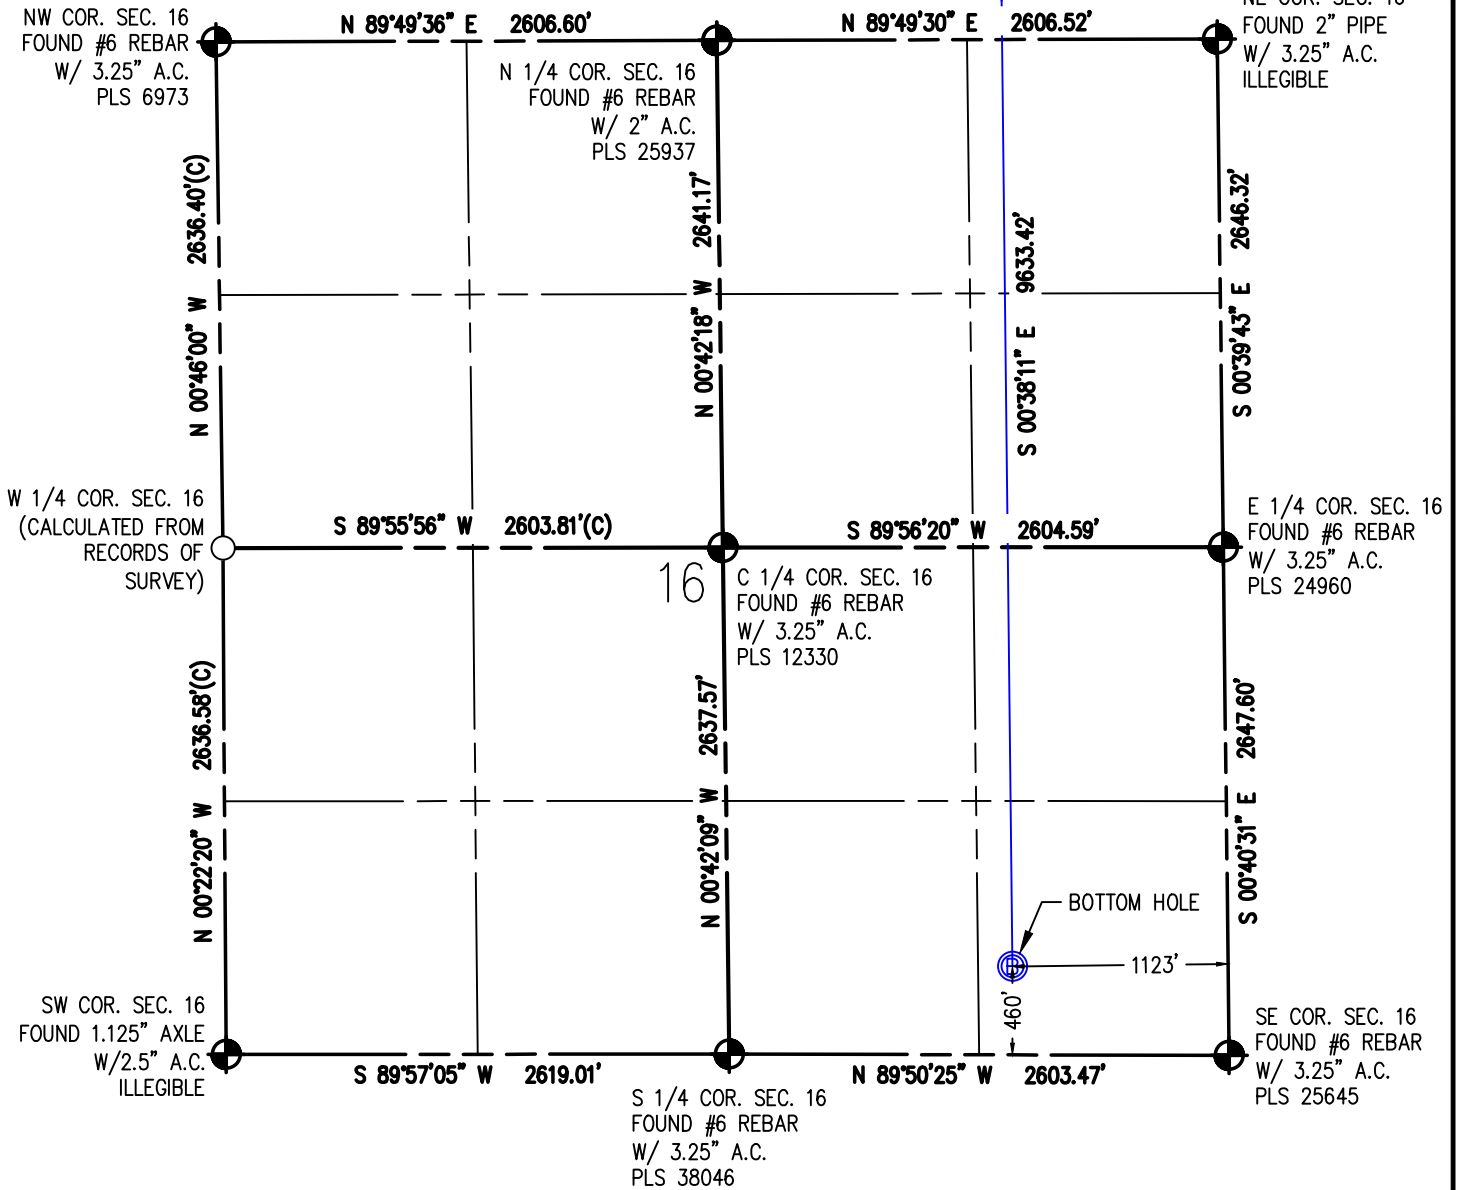 NW COR. SEC. 16
FOUND #6 REBAR
W/ 3.25" A.C.
PLS 6973
N 89°49'36" E 2606.60'
N 1/4 COR. SEC. 16
FOUND #6 REBAR
W/ 2" A.C.
PLS 25937
N 89°49'30" E 2606.52'
NE COR. SEC. 16
FOUND 2" PIPE
W/ 3.25" A.C.
ILLEGIBLE
N 00°46'00" W 2636.40'(C)
N 00°42'18" W 2641.17'
S 00°38'11" E 9633.42'
S 00°39'43" E 2646.32'
W 1/4 COR. SEC. 16
(CALCULATED FROM
RECORDS OF
SURVEY)
S 89°55'56" W 2603.81'(C)
16
C 1/4 COR. SEC. 16
FOUND #6 REBAR
W/ 3.25" A.C.
PLS 12330
S 89°56'20" W 2604.59'
E 1/4 COR. SEC. 16
FOUND #6 REBAR
W/ 3.25" A.C.
PLS 24960
N 00°22'20" W 2636.58'(C)
N 00°42'09" W 2637.57'
S 00°40'31" E 2647.60'
BOTTOM HOLE
1123'
460'
SW COR. SEC. 16
FOUND 1.125" AXLE
W/2.5" A.C.
ILLEGIBLE
S 89°57'05" W 2619.01'
S 1/4 COR. SEC. 16
FOUND #6 REBAR
W/ 3.25" A.C.
PLS 38046
N 89°50'25" W 2603.47'
SE COR. SEC. 16
FOUND #6 REBAR
W/ 3.25" A.C.
PLS 25645